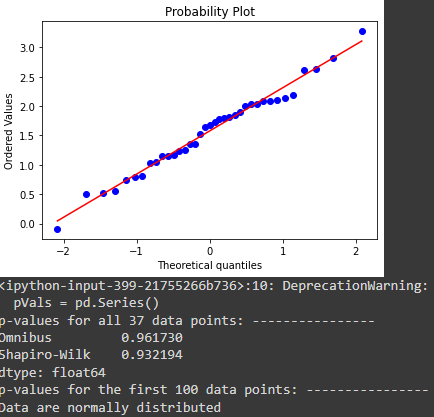 Probability Plot
Ordered Values
3.0
2.5
2.0
1.5
1.0
0.5
0.0
−2 −1 0 1 2
Theoretical quantiles
<ipython-input-399-21755266b736>:10: DeprecationWarning:
pVals = pd.Series()
p-values for all 37 data points: ----------------
Omnibus 0.961730
Shapiro-Wilk 0.932194
dtype: float64
p-values for the first 100 data points: ----------------
Data are normally distributed